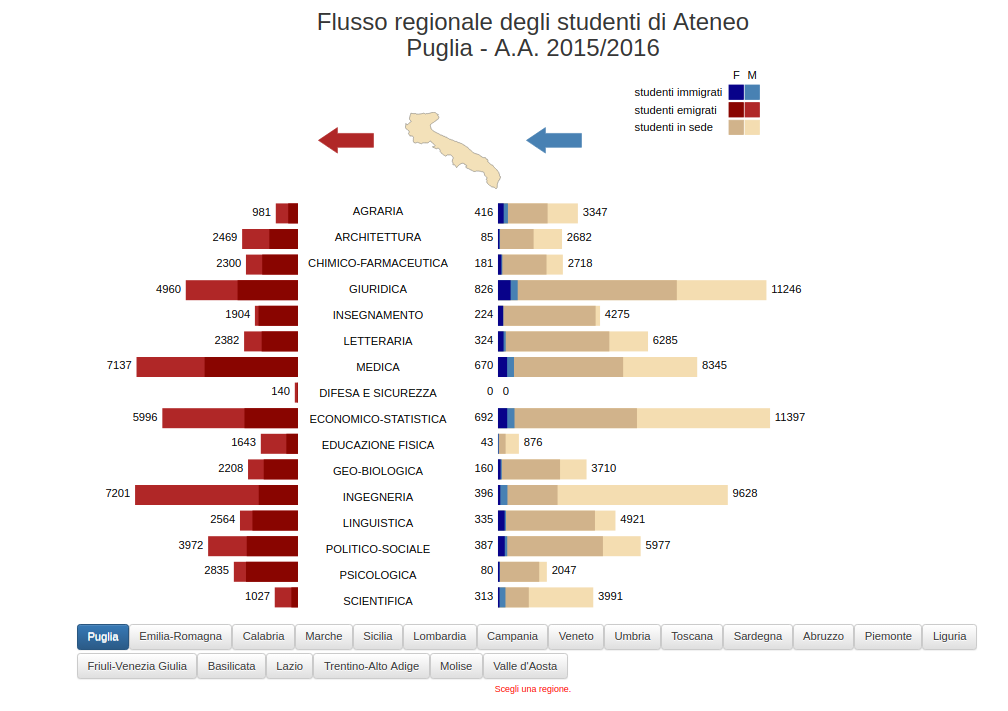 Flusso regionale degli studenti di Ateneo
Puglia - A.A. 2015/2016
F M
studenti immigrati
studenti emigrati
studenti in sede
981 AGRARIA 416 3347
2469 ARCHITETTURA 85 2682
2300 CHIMICO-FARMACEUTICA 181 2718
4960 GIURIDICA 826 11246
1904 INSEGNAMENTO 224 4275
2382 LETTERARIA 324 6285
7137 MEDICA 670 8345
140 DIFESA E SICUREZZA 0 0
5996 ECONOMICO-STATISTICA 692 11397
1643 EDUCAZIONE FISICA 43 876
2208 GEO-BIOLOGICA 160 3710
7201 INGEGNERIA 396 9628
2564 LINGUISTICA 335 4921
3972 POLITICO-SOCIALE 387 5977
2835 PSICOLOGICA 80 2047
1027 SCIENTIFICA 313 3991
Puglia Emilia-Romagna Calabria Marche Sicilia Lombardia Campania Veneto Umbria Toscana Sardegna Abruzzo Piemonte Liguria
Friuli-Venezia Giulia Basilicata Lazio Trentino-Alto Adige Molise Valle d'Aosta
Scegli una regione.